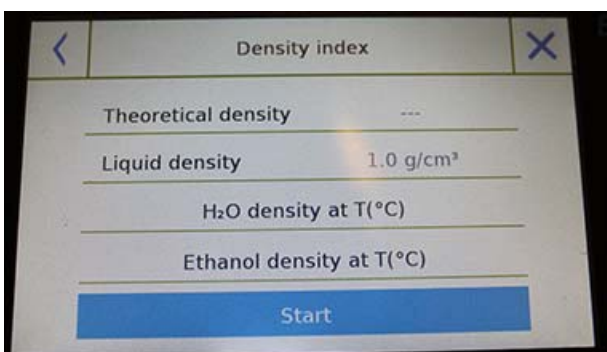 Density index
Theoretical density ---
Liquid density 1.0 g/cm³
H₂O density at T(°C)
Ethanol density at T(°C)
Start